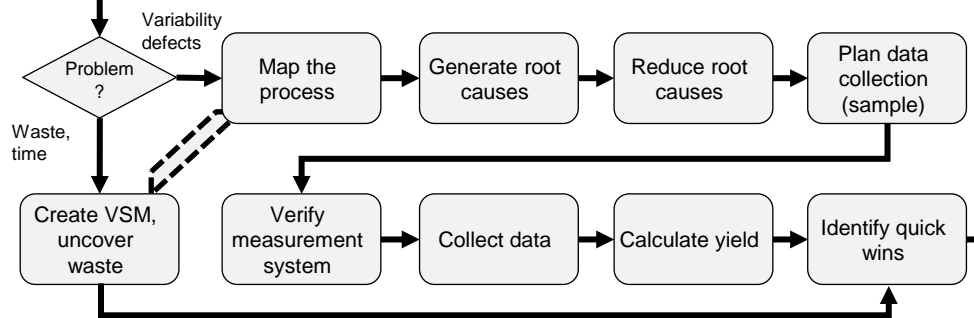 Variability
defects
Problem
?
Map the
process
Generate root
causes
Reduce root
causes
Plan data
collection
(sample)
Waste,
time
Create VSM,
uncover
waste
Verify
measurement
system
Collect data
Calculate yield
Identify quick
wins